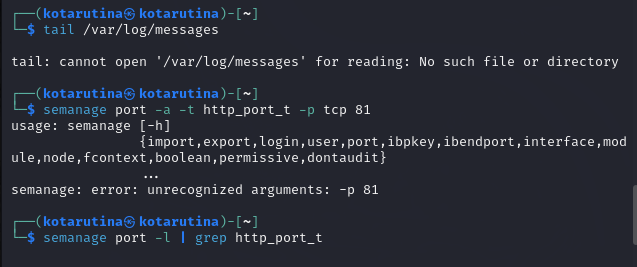 ┌──(kotarutina㉿kotarutina)-[~]
└─$ tail /var/log/messages
tail: cannot open '/var/log/messages' for reading: No such file or directory
┌──(kotarutina㉿kotarutina)-[~]
└─$ semanage port -a -t http_port_t -p tcp 81
usage: semanage [-h]
{import,export,login,user,port,ibpkey,ibendport,interface,mod
ule,node,fcontext,boolean,permissive,dontaudit}
...
semanage: error: unrecognized arguments: -p 81
┌──(kotarutina㉿kotarutina)-[~]
└─$ semanage port -l | grep http_port_t